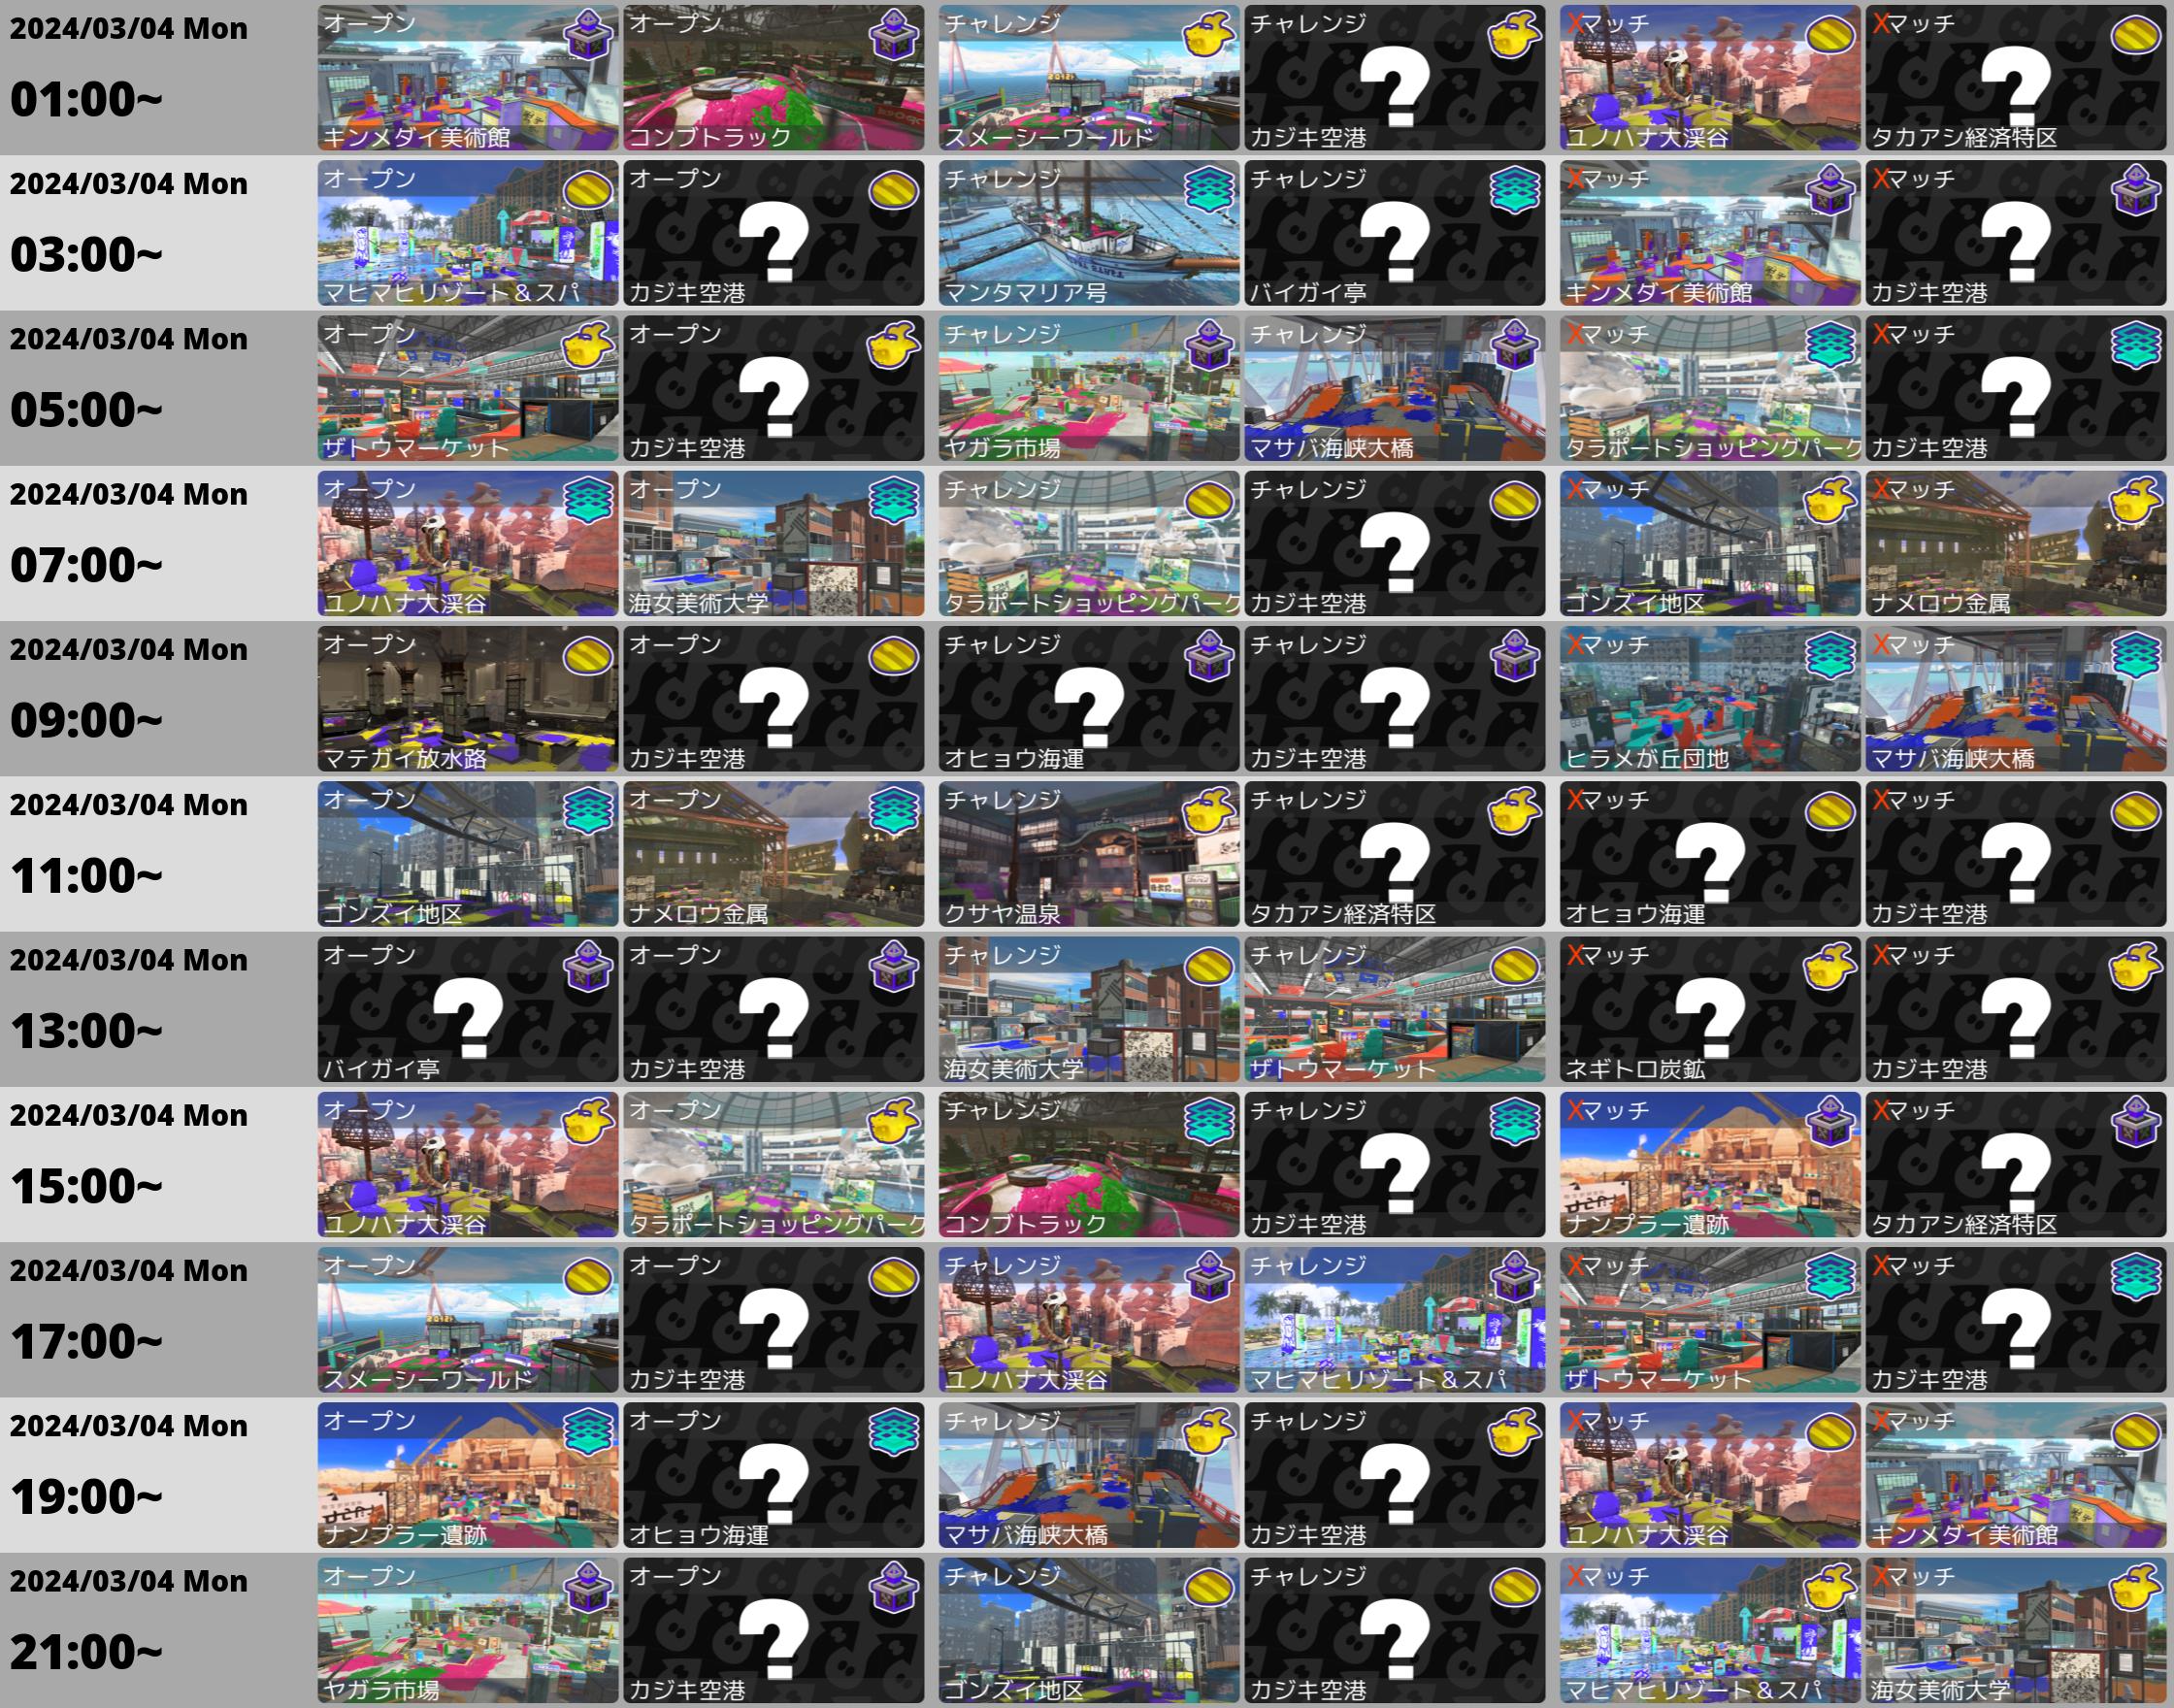 2024/03/04 Mon
01:00~
オープン オープン チャレンジ チャレンジ Xマッチ Xマッチ
キンメダイ美術館 コンブトラック スメーシーワールド カジキ空港 ユノハナ大渓谷 タカアシ経済特区
2024/03/04 Mon
03:00~
オープン オープン チャレンジ チャレンジ Xマッチ Xマッチ
マヒマヒリゾート＆スパ カジキ空港 マンタマリア号 バイガイ亭 キンメダイ美術館 カジキ空港
2024/03/04 Mon
05:00~
オープン オープン チャレンジ チャレンジ Xマッチ Xマッチ
ザトウマーケット カジキ空港 ヤガラ市場 マサバ海峡大橋 タラポートショッピングパーク カジキ空港
2024/03/04 Mon
07:00~
オープン オープン チャレンジ チャレンジ Xマッチ Xマッチ
ユノハナ大渓谷 海女美術大学 タラポートショッピングパーク カジキ空港 ゴンズイ地区 ナメロウ金属
2024/03/04 Mon
09:00~
オープン オープン チャレンジ チャレンジ Xマッチ Xマッチ
マテガイ放水路 カジキ空港 オヒョウ海運 カジキ空港 ヒラメが丘団地 マサバ海峡大橋
2024/03/04 Mon
11:00~
オープン オープン チャレンジ チャレンジ Xマッチ Xマッチ
ゴンズイ地区 ナメロウ金属 クサヤ温泉 タカアシ経済特区 オヒョウ海運 カジキ空港
2024/03/04 Mon
13:00~
オープン オープン チャレンジ チャレンジ Xマッチ Xマッチ
バイガイ亭 カジキ空港 海女美術大学 ザトウマーケット ネギトロ炭鉱 カジキ空港
2024/03/04 Mon
15:00~
オープン オープン チャレンジ チャレンジ Xマッチ Xマッチ
ユノハナ大渓谷 タラポートショッピングパーク コンブトラック カジキ空港 ナンプラー遺跡 タカアシ経済特区
2024/03/04 Mon
17:00~
オープン オープン チャレンジ チャレンジ Xマッチ Xマッチ
スメーシーワールド カジキ空港 ユノハナ大渓谷 マヒマヒリゾート＆スパ ザトウマーケット カジキ空港
2024/03/04 Mon
19:00~
オープン オープン チャレンジ チャレンジ Xマッチ Xマッチ
ナンプラー遺跡 オヒョウ海運 マサバ海峡大橋 カジキ空港 ユノハナ大渓谷 キンメダイ美術館
2024/03/04 Mon
21:00~
オープン オープン チャレンジ チャレンジ Xマッチ Xマッチ
ヤガラ市場 カジキ空港 ゴンズイ地区 カジキ空港 マヒマヒリゾート＆スパ 海女美術大学